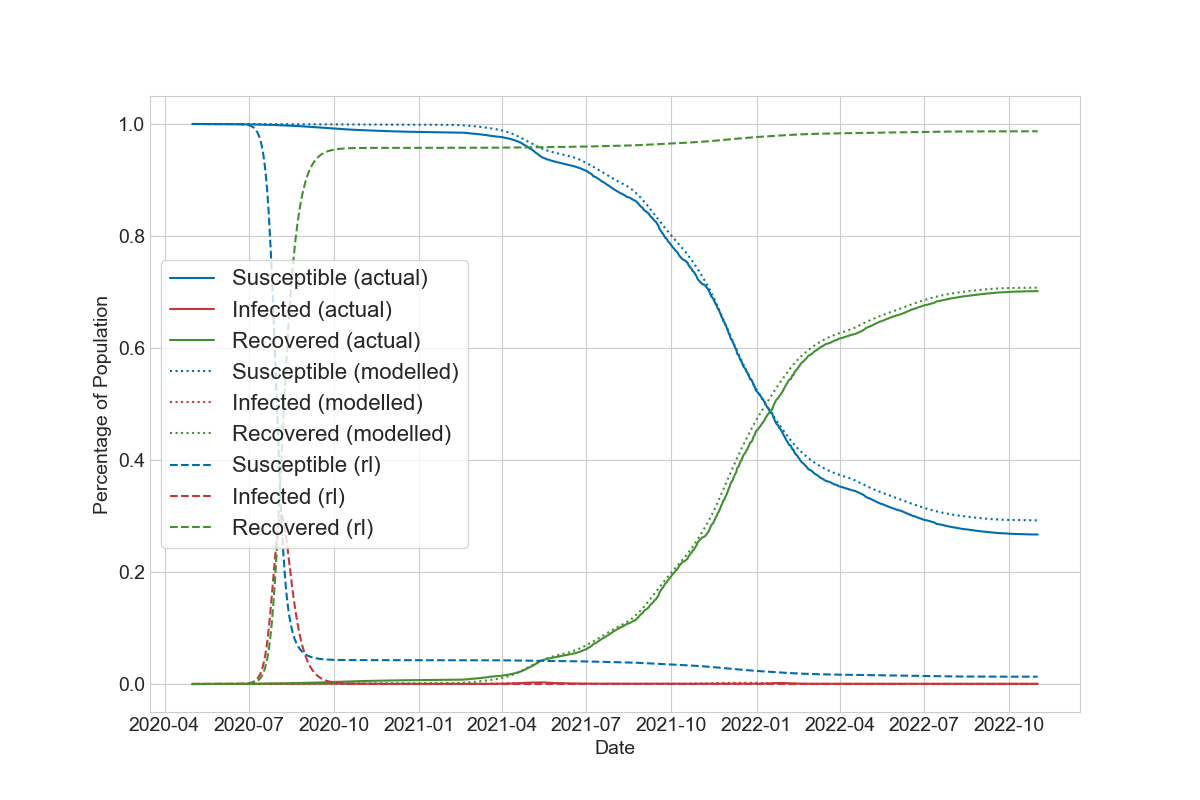 1.0
0.8
0.6
0.4
0.2
0.0
Percentage of Population
Susceptible (actual)
Infected (actual)
Recovered (actual)
Susceptible (modelled)
Infected (modelled)
Recovered (modelled)
Susceptible (rl)
Infected (rl)
Recovered (rl)
2020-04 2020-07 2020-10 2021-01 2021-04 2021-07 2021-10 2022-01 2022-04 2022-07 2022-10
Date